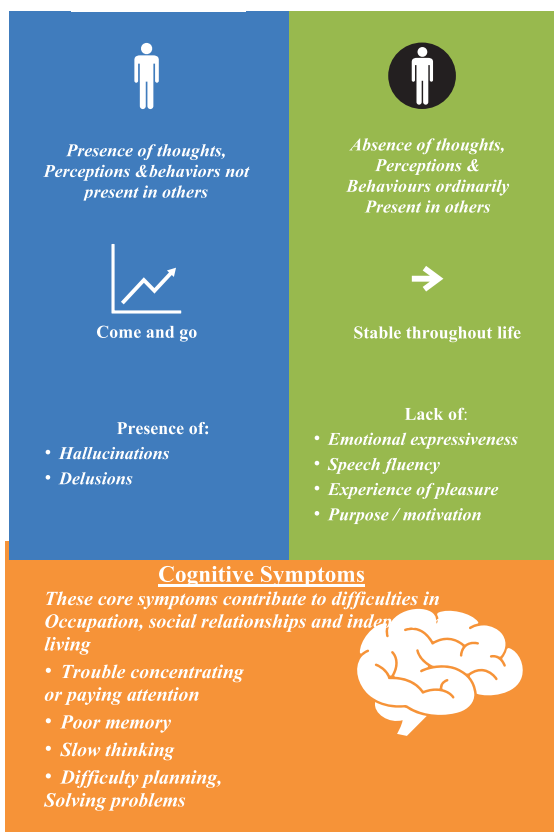 Presence of thoughts,
Perceptions &behaviors not
present in others
Come and go
Presence of:
• Hallucinations
• Delusions
Absence of thoughts,
Perceptions &
Behaviours ordinarily
Present in others
Stable throughout life
Lack of:
• Emotional expressiveness
• Speech fluency
• Experience of pleasure
• Purpose / motivation
Cognitive Symptoms
These core symptoms contribute to difficulties in
Occupation, social relationships and
living
• Trouble concentrating
or paying attention
• Poor memory
• Slow thinking
• Difficulty planning,
Solving problems